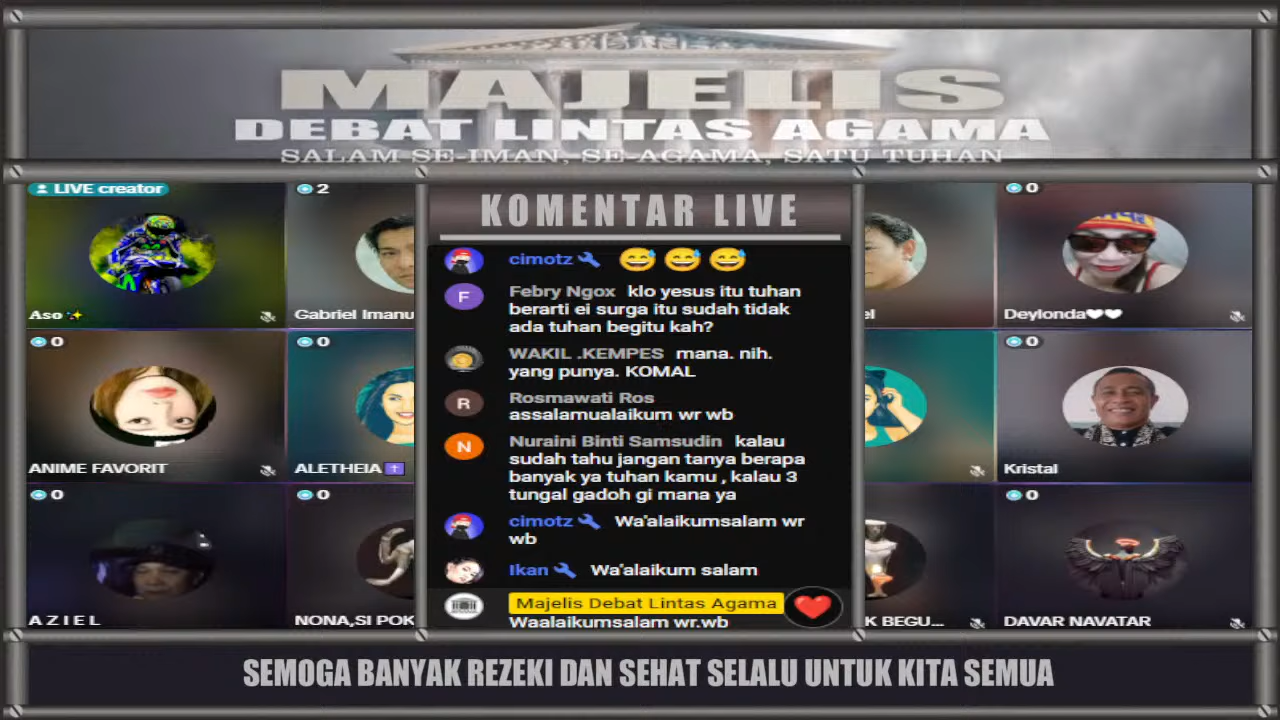 MAJELIS
DEBAT LINTAS AGAMA
SALAM SE-IMAN, SE-AGAMA, SATU TUHAN
LIVE creator
2
0
KOMENTAR LIVE
Aso
Gabriel Imanu
el
Deylonda
cimotz
Febry Ngox klo yesus itu tuhan
berarti ei surga itu sudah tidak
ada tuhan begitu kah?
WAKIL .KEMPES mana. nih.
yang punya. KOMAL
Rosmawati Ros
assalamualaikum wr wb
N Nuraini Binti Samsudin kalau
sudah tahu jangan tanya berapa
banyak ya tuhan kamu , kalau 3
tungal gadoh gi mana ya
cimotz Wa'alaikumsalam wr
wb
Ikan Wa'alaikum salam
Majelis Debat Lintas Agama
Waalaikumsalam wr.wb
F
R
0
0
0
ANIME FAVORIT
ALETHEIA
Kristal
0
0
A Z I E L
NONA,SI POK
K BEGU...
DAVAR NAVATAR
SEMOGA BANYAK REZEKI DAN SEHAT SELALU UNTUK KITA SEMUA